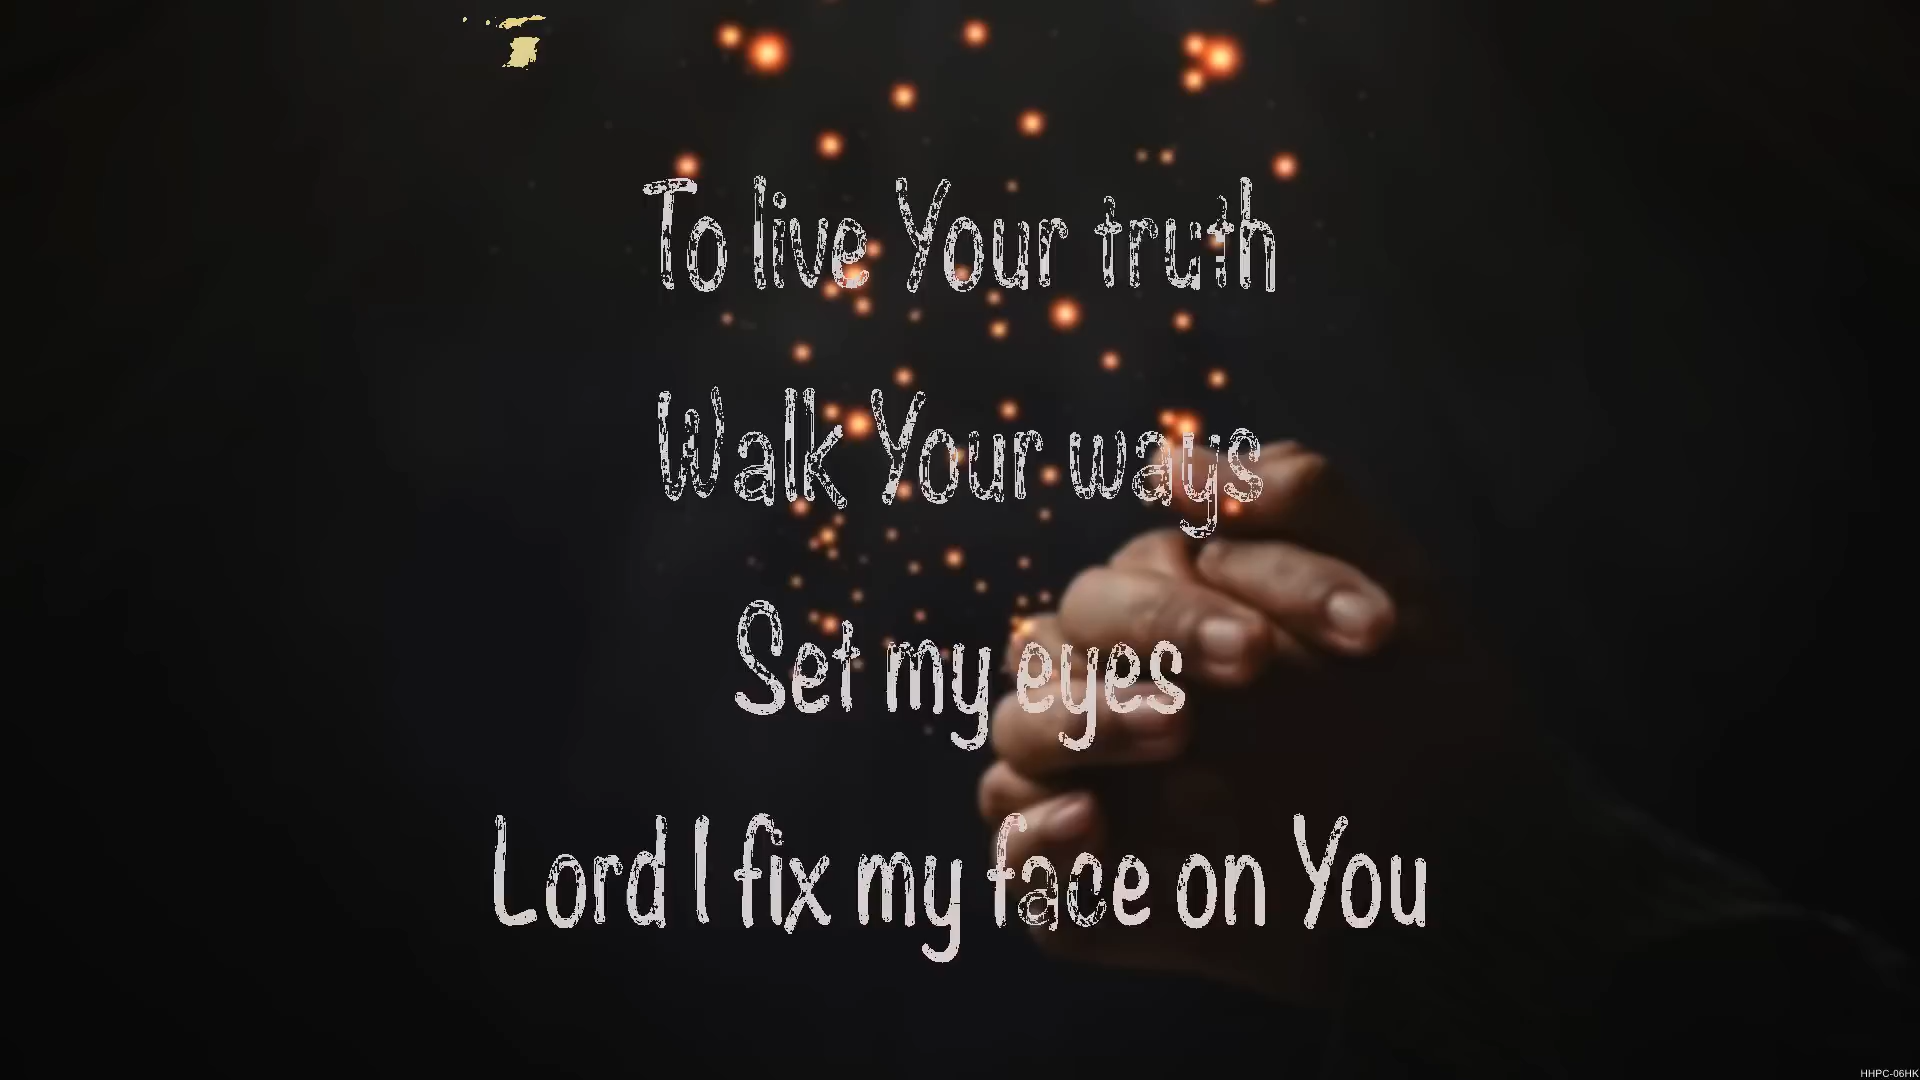 To live Your truth
Walk Your ways
Set my eyes
Lord I fix my face on You
HHPC-06HK